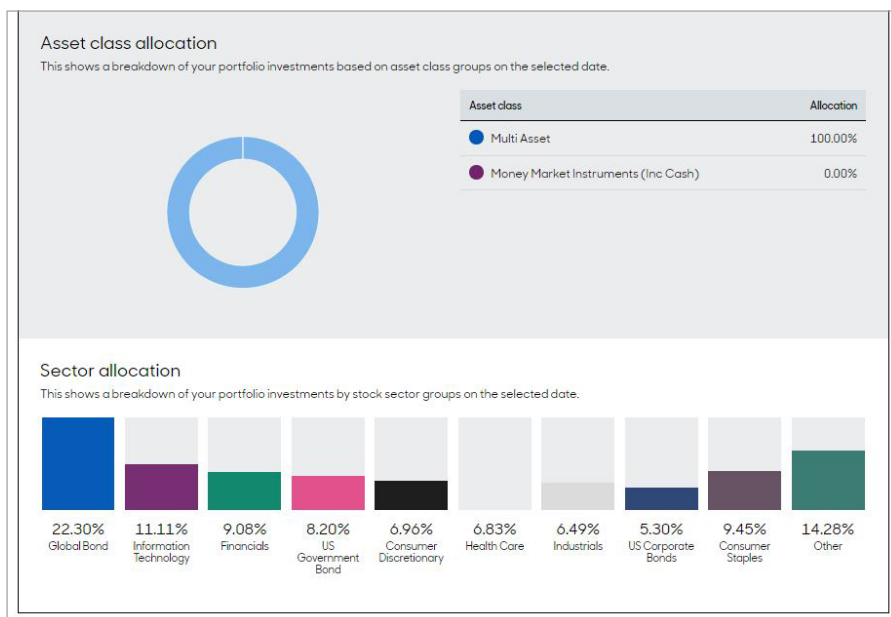 Asset class allocation
This shows a breakdown of your portfolio investments based on asset class groups on the selected date.
Asset class Allocation
Multi Asset 100.00%
Money Market Instruments (Inc Cash) 0.00%
Sector allocation
This shows a breakdown of your portfolio investments by stock sector groups on the selected date.
22.30%
Global Bond
11.11%
Information
Technology
9.08%
Financials
8.20%
US
Government
Bond
6.96%
Consumer
Discretionary
6.83%
Health Care
6.49%
Industrials
5.30%
US Corporate
Bonds
9.45%
Consumer
Staples
14.28%
Other